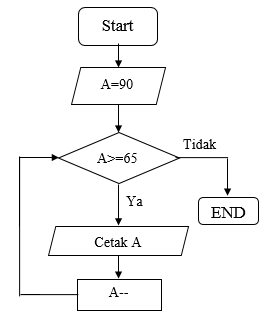 Start
A=90
A>=65
Tidak
END
Ya
Cetak A
A--